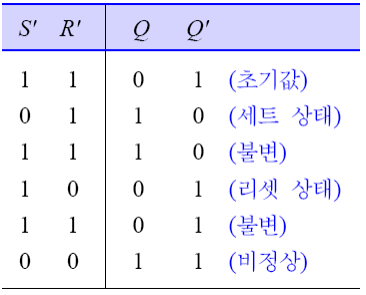 S′ R′ Q Q′
1 1 0 1 (초기값)
0 1 1 0 (세트 상태)
1 1 1 0 (불변)
1 0 0 1 (리셋 상태)
1 1 0 1 (불변)
0 0 1 1 (비정상)